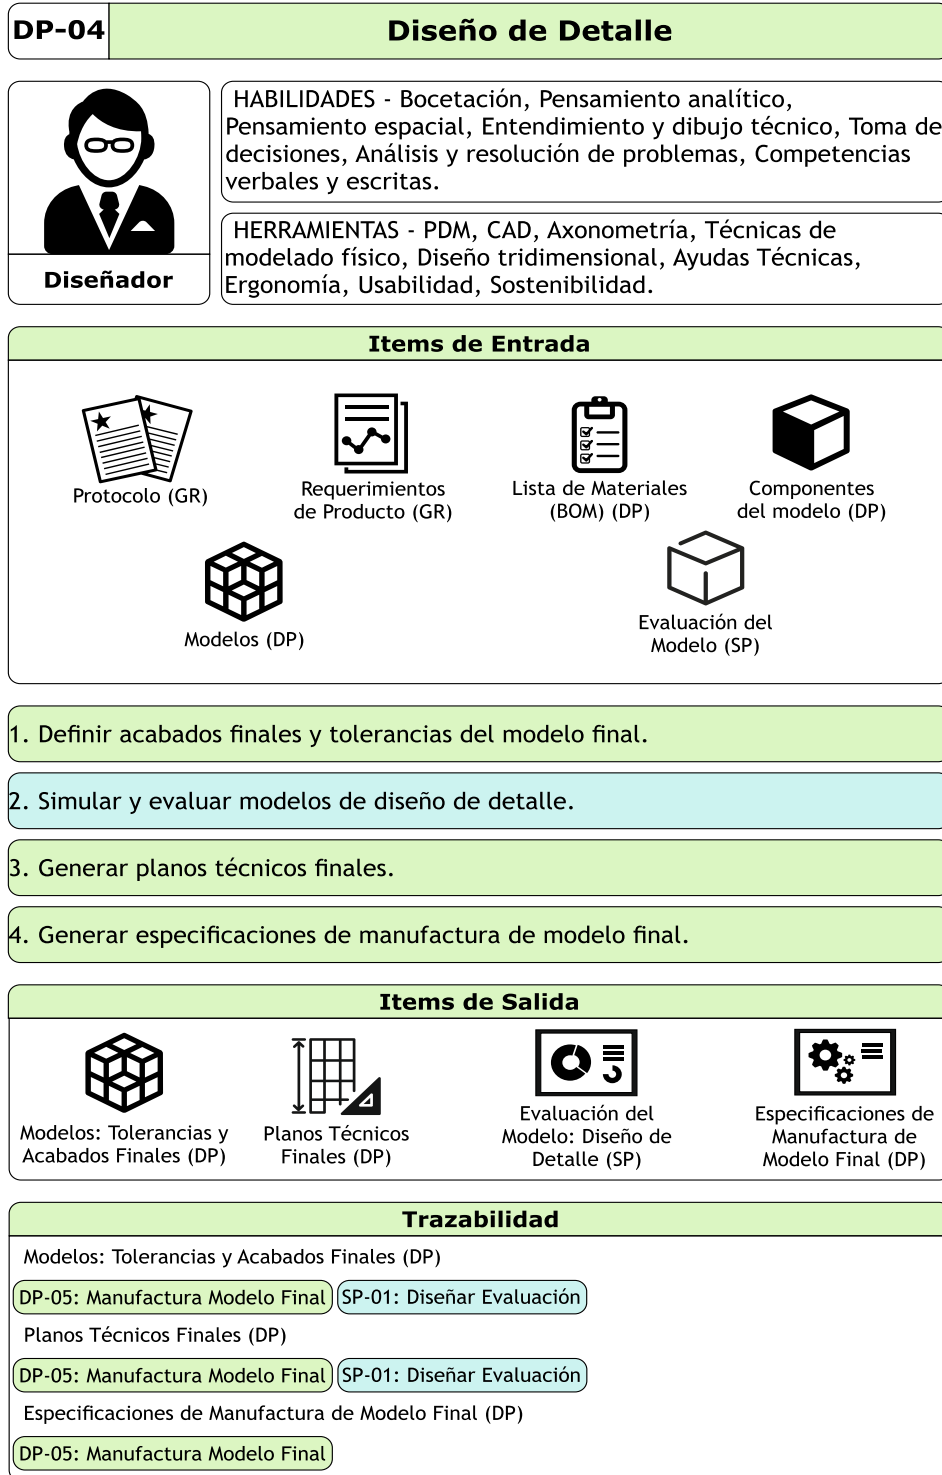 DP-04
Diseño de Detalle
Diseñador
HABILIDADES - Bocetación, Pensamiento analítico,
Pensamiento espacial, Entendimiento y dibujo técnico, Toma de
decisiones, Análisis y resolución de problemas, Competencias
verbales y escritas.
HERRAMIENTAS - PDM, CAD, Axonometría, Técnicas de
modelado físico, Diseño tridimensional, Ayudas Técnicas,
Ergonomía, Usabilidad, Sostenibilidad.
Items de Entrada
Protocolo (GR)
Requerimientos
de Producto (GR)
Lista de Materiales
(BOM) (DP)
Componentes
del modelo (DP)
Modelos (DP)
Evaluación del
Modelo (SP)
1. Definir acabados finales y tolerancias del modelo final.
2. Simular y evaluar modelos de diseño de detalle.
3. Generar planos técnicos finales.
4. Generar especificaciones de manufactura de modelo final.
Items de Salida
Modelos: Tolerancias y
Acabados Finales (DP)
Planos Técnicos
Finales (DP)
Evaluación del
Modelo: Diseño de
Detalle (SP)
Especificaciones de
Manufactura de
Modelo Final (DP)
Trazabilidad
Modelos: Tolerancias y Acabados Finales (DP)
DP-05: Manufactura Modelo Final SP-01: Diseñar Evaluación
Planos Técnicos Finales (DP)
DP-05: Manufactura Modelo Final SP-01: Diseñar Evaluación
Especificaciones de Manufactura de Modelo Final (DP)
DP-05: Manufactura Modelo Final